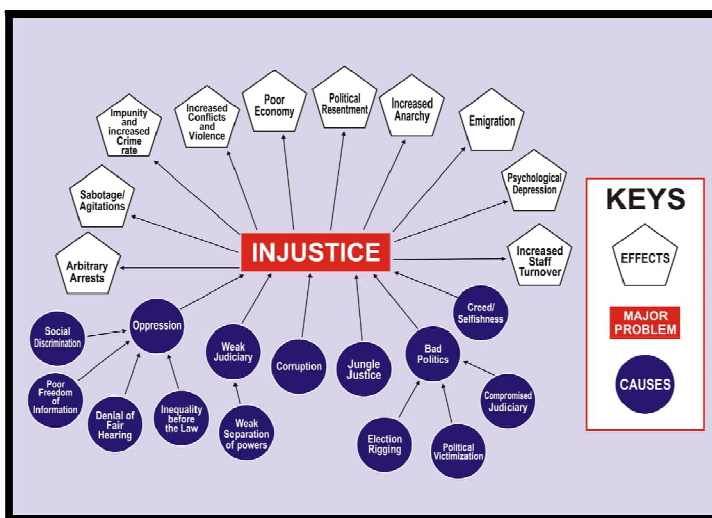 Impunity
and
increased
Crime
rate
Increased
Conflicts
and
Violence
Poor
Economy
Political
Resentment
Increased
Anarchy
Emigration
Sabotage/
Agitations
Psychological
Depression
Arbitrary
Arrests
INJUSTICE
Increased
Staff
Turnover
KEYS
EFFECTS
MAJOR
PROBLEM
CAUSES
Social
Discrimination
Oppression
Weak
Judiciary
Corruption
Jungle
Justice
Bad
Politics
Creed/
Selfishness
Poor
Freedom
of
Information
Denial of
Fair
Hearing
Inequality
before
the Law
Weak
Separation
of powers
Election
Rigging
Political
Victimization
Compromised
Judiciary